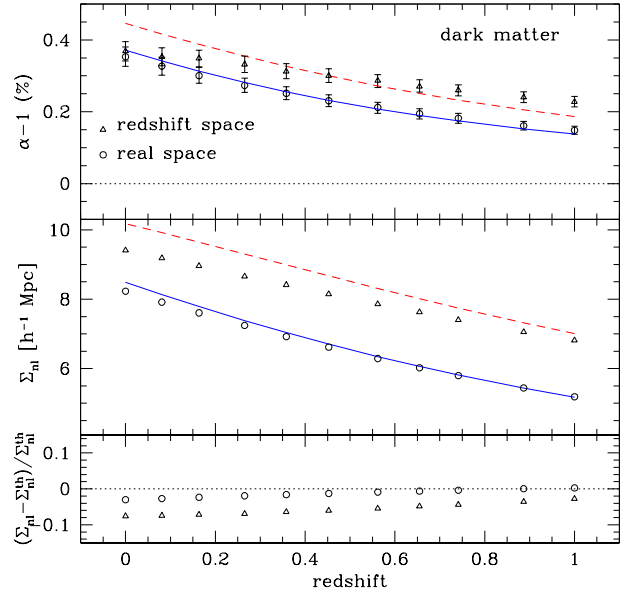 dark matter
α−1 (%)
0.4
0.2
0
△ redshift space
○ real space
Σnl [h⁻¹ Mpc]
10
8
6
(Σnl−Σnlᵗʰ)/Σnlᵗʰ
0.1
0
−0.1
0 0.2 0.4 0.6 0.8 1
redshift